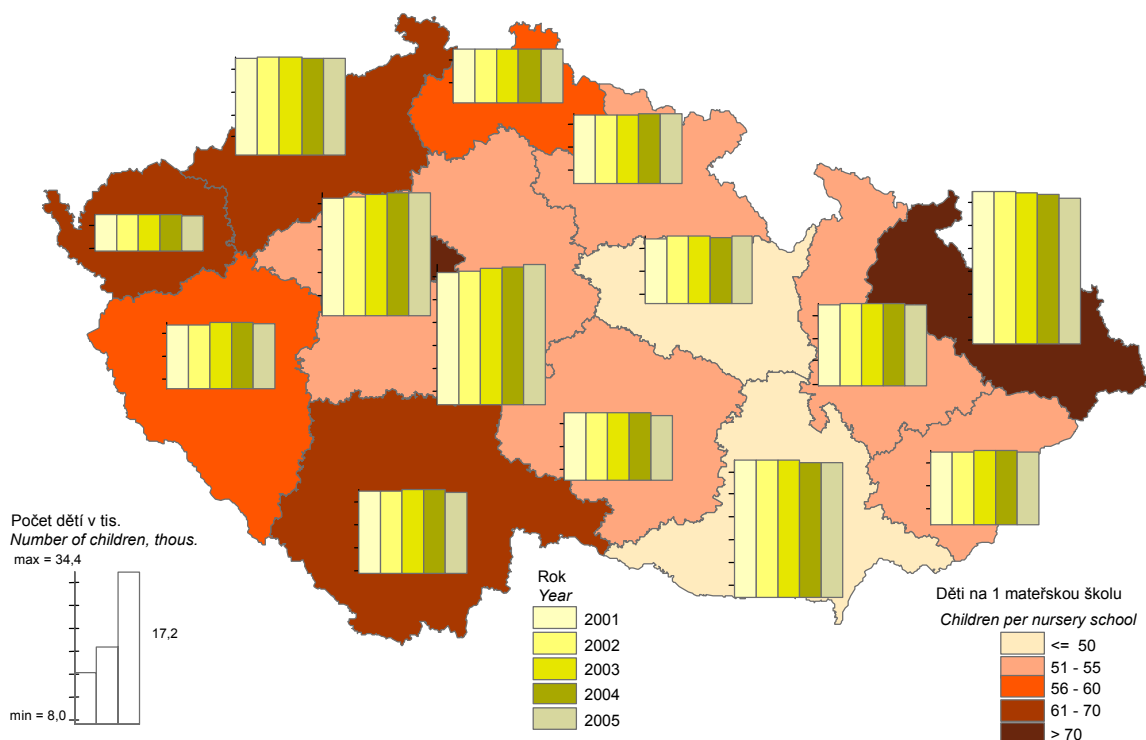 Počet dětí v tis.
Number of children, thous.
max = 34,4
17,2
min = 8,0
Rok
Year
2001
2002
2003
2004
2005
Děti na 1 mateřskou školu
Children per nursery school
<= 50
51 - 55
56 - 60
61 - 70
> 70